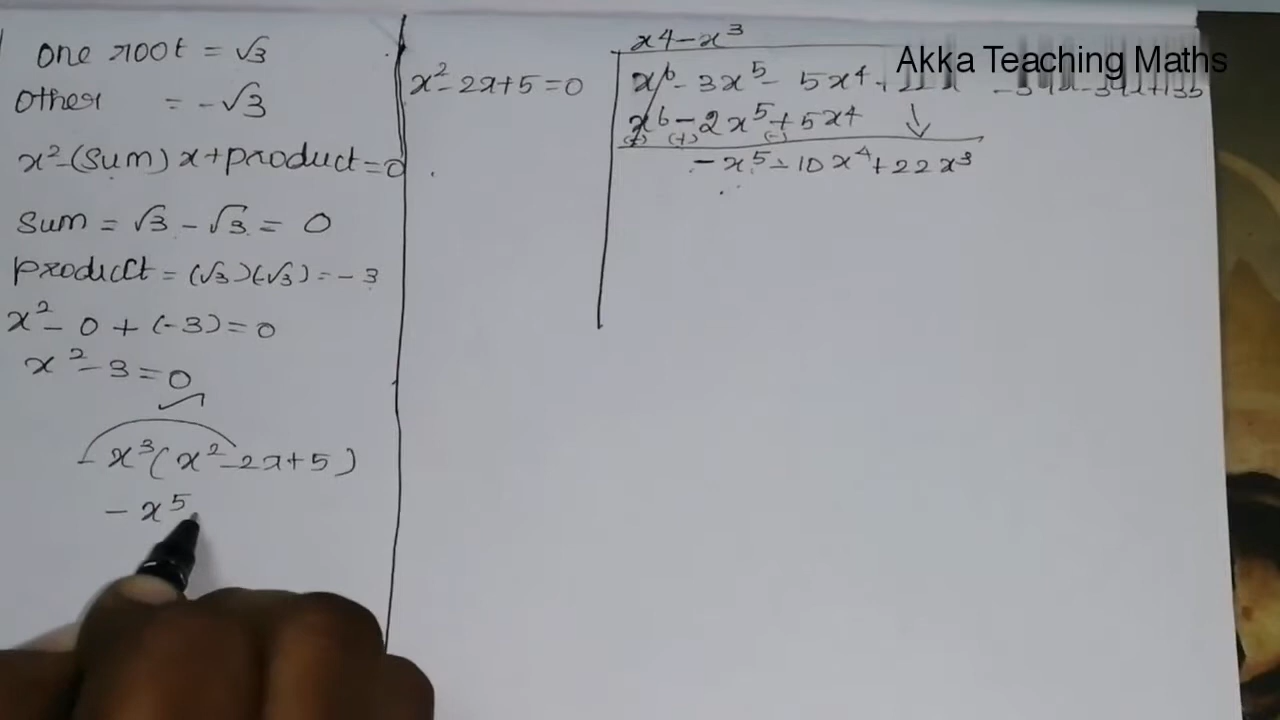 one root = √3
other = -√3
x²-(Sum) x + product = 0
Sum = √3 - √3 = 0
product = (√3)(-√3) = -3
x² - 0 + (-3) = 0
x² - 3 = 0
- x³(x² - 2x + 5)
- x⁵
x⁴ - x³
x² - 2x + 5 = 0
x⁶ - 3x⁵ - 5x⁴ + 22x
x⁶ - 2x⁵ + 5x⁴
(-) (+) (-)
- x⁵ - 10x⁴ + 22x³
Akka Teaching Maths